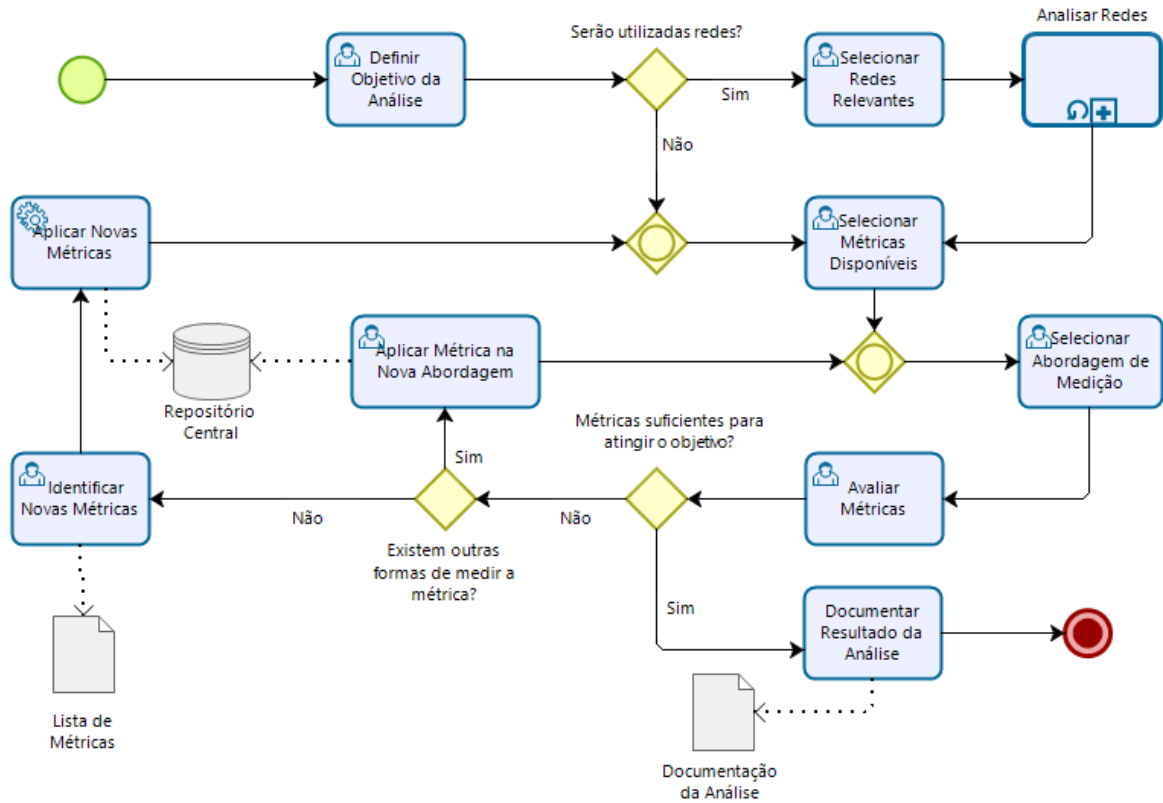 Analisar Redes
Serão utilizadas redes?
Definir
Objetivo da
Análise
Selecionar
Redes
Relevantes
Sim
Não
Aplicar Novas
Métricas
Selecionar
Métricas
Disponíveis
Aplicar Métrica na
Nova Abordagem
Selecionar
Abordagem de
Medição
Repositório
Central
Métricas suficientes para
atingir o objetivo?
Sim
Identificar
Novas Métricas
Avaliar
Métricas
Não
Não
Existem outras
formas de medir a
métrica?
Sim
Documentar
Resultado da
Análise
Lista de
Métricas
Documentação
da Análise